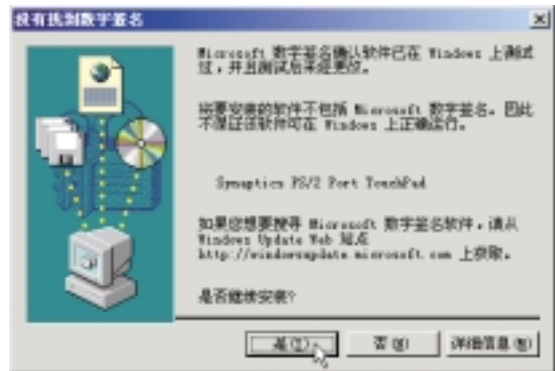 没有找到数字签名
Microsoft 数字签名确认软件已在 Windows 上测试
过，并且测试后未经更改。
将要安装的软件不包括 Microsoft 数字签名。因此
不保证该软件可在 Windows 上正确运行。
Synaptics PS/2 Port TouchPad
如果您想要搜寻 Microsoft 数字签名软件，请从
Windows Update Web 站点
http://windowsupdate.microsoft.com 上获取。
是否继续安装?
是(Y) 否(N) 详细信息(M)